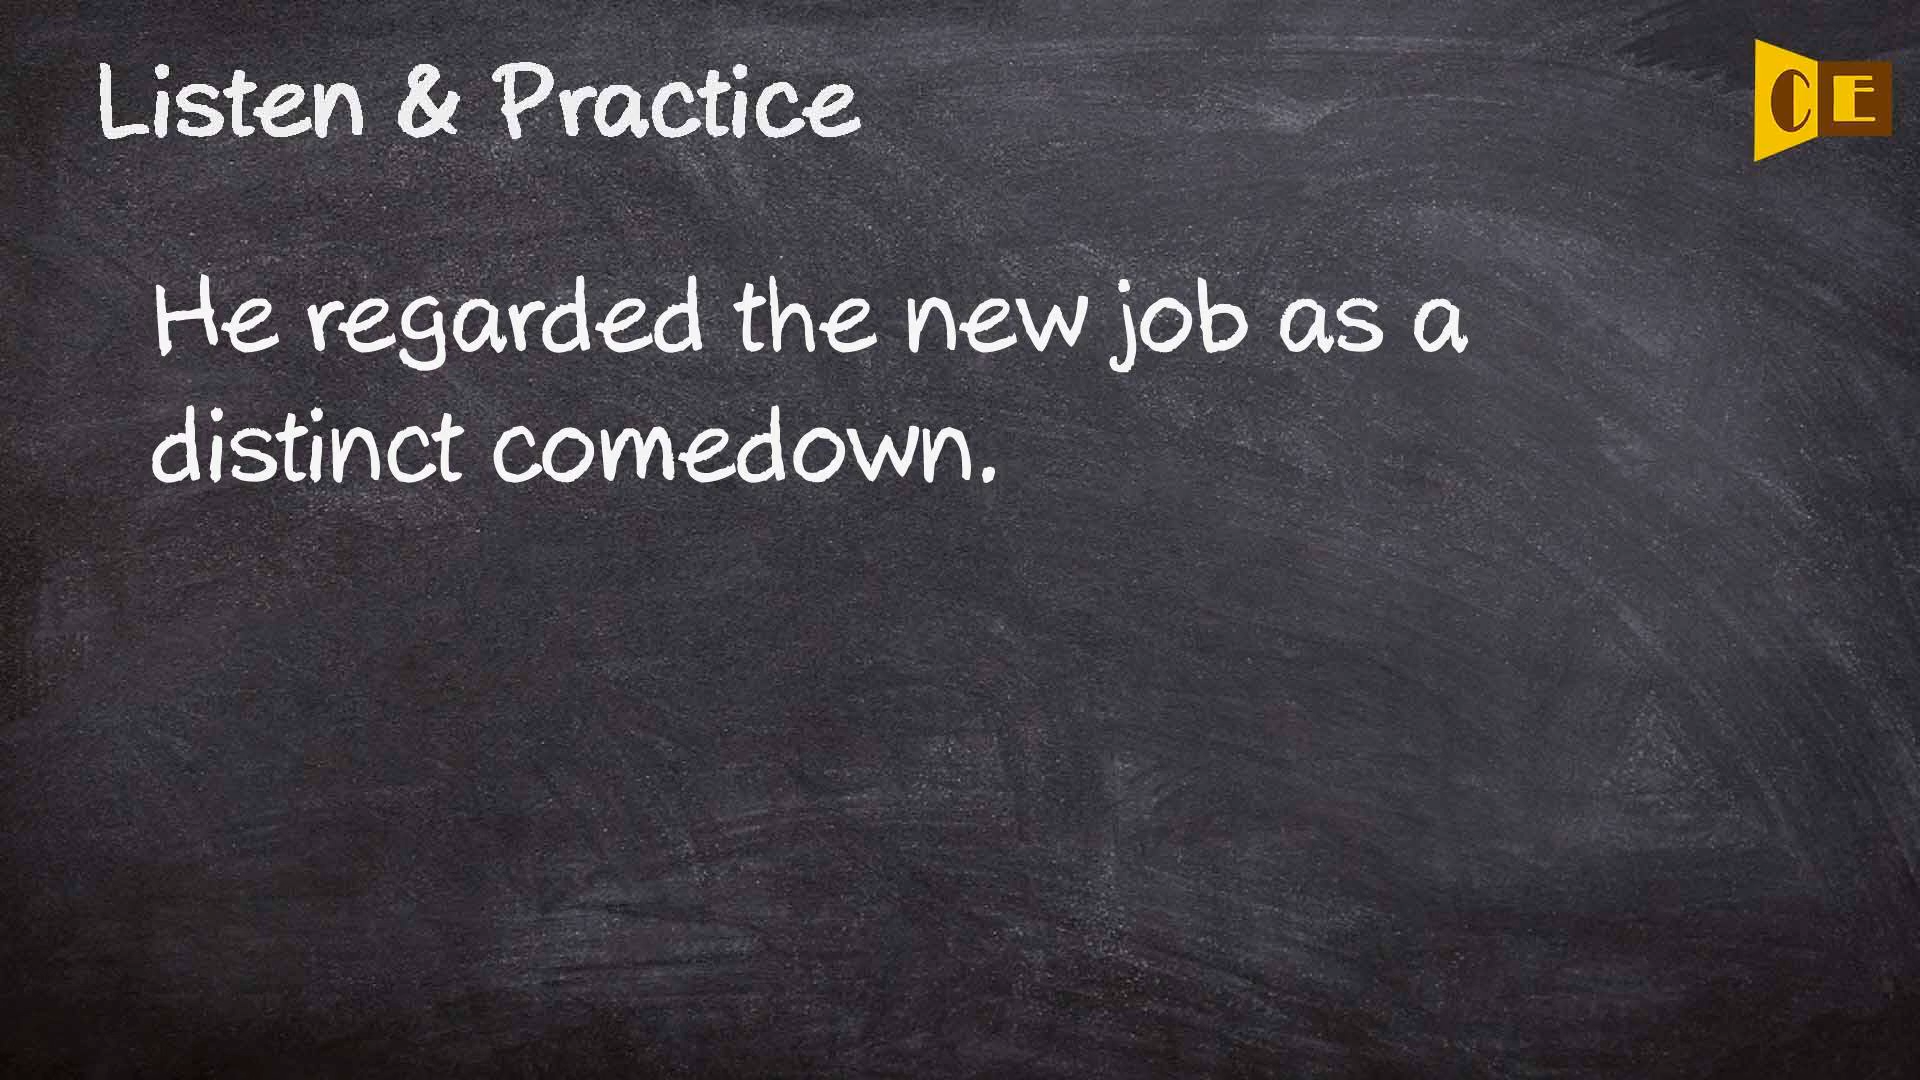 Listen & Practice
CE
He regarded the new job as a
distinct comedown.